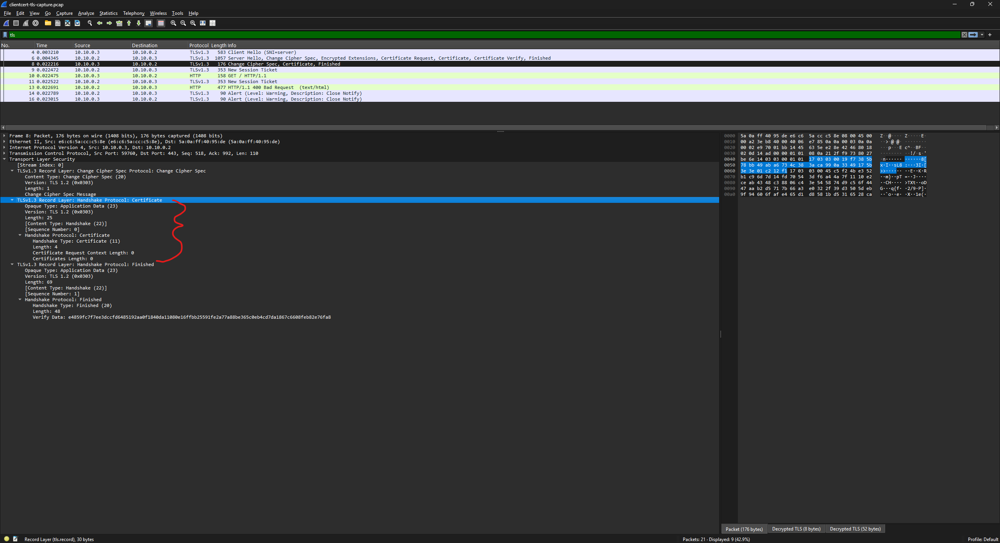 clientcert-tls-capture.pcap
File Edit View Go Capture Analyze Statistics Telephony Wireless Tools Help
tls
No. Time Source Destination Protocol Length Info
4 0.003210 10.10.0.3 10.10.0.2 TLSv1.3 583 Client Hello (SNI=server)
6 0.004345 10.10.0.2 10.10.0.3 TLSv1.3 1057 Server Hello, Change Cipher Spec, Encrypted Extensions, Certificate Request, Certificate, Certificate Verify, Finished
8 0.022216 10.10.0.3 10.10.0.2 TLSv1.3 176 Change Cipher Spec, Certificate, Finished
9 0.022472 10.10.0.2 10.10.0.3 TLSv1.3 353 New Session Ticket
10 0.022475 10.10.0.3 10.10.0.2 HTTP 158 GET / HTTP/1.1
11 0.022522 10.10.0.2 10.10.0.3 TLSv1.3 353 New Session Ticket
13 0.022691 10.10.0.2 10.10.0.3 HTTP 477 HTTP/1.1 400 Bad Request (text/html)
14 0.022789 10.10.0.2 10.10.0.3 TLSv1.3 90 Alert (Level: Warning, Description: Close Notify)
16 0.023015 10.10.0.3 10.10.0.2 TLSv1.3 90 Alert (Level: Warning, Description: Close Notify)
Frame 8: Packet, 176 bytes on wire (1408 bits), 176 bytes captured (1408 bits)
Ethernet II, Src: e6:c6:5a:cc:c5:8e (e6:c6:5a:cc:c5:8e), Dst: 5a:0a:ff:40:95:de (5a:0a:ff:40:95:de)
Internet Protocol Version 4, Src: 10.10.0.3, Dst: 10.10.0.2
Transmission Control Protocol, Src Port: 59760, Dst Port: 443, Seq: 518, Ack: 992, Len: 110
Transport Layer Security
[Stream index: 0]
TLSv1.3 Record Layer: Change Cipher Spec Protocol: Change Cipher Spec
Content Type: Change Cipher Spec (20)
Version: TLS 1.2 (0x0303)
Length: 1
Change Cipher Spec Message
TLSv1.3 Record Layer: Handshake Protocol: Certificate
Opaque Type: Application Data (23)
Version: TLS 1.2 (0x0303)
Length: 25
[Content Type: Handshake (22)]
[Sequence Number: 0]
Handshake Protocol: Certificate
Handshake Type: Certificate (11)
Length: 4
Certificate Request Context Length: 0
Certificates Length: 0
TLSv1.3 Record Layer: Handshake Protocol: Finished
Opaque Type: Application Data (23)
Version: TLS 1.2 (0x0303)
Length: 69
[Content Type: Handshake (22)]
[Sequence Number: 1]
Handshake Protocol: Finished
Handshake Type: Finished (20)
Length: 48
Verify Data: e4859fc7f7ee3dccfd6485192aa0f1840da11080e16ffbb25591fe2a77a88be365c0eb4cd7da1867c6608feb82e76fa8
0000 5a 0a ff 40 95 de e6 c6 5a cc c5 8e 08 00 45 00 Z··@···· Z·····E·
0010 00 a2 3e b8 40 00 40 06 e7 85 0a 0a 00 03 0a 0a ··>·@·@· ········
0020 00 02 e9 70 01 bb 14 45 63 5e e2 8e 42 46 80 18 ···p···E c^··BF··
0030 02 0d 14 ad 00 00 01 01 08 0a 21 2f f9 73 80 27 ········ ··!/·s·'
0040 be 6e 14 03 03 00 01 01 17 03 03 00 19 f7 38 5b ·n······ ······8[
0050 78 bb 49 ab a6 73 4c 38 3a ca 99 0a 33 49 17 5b x·I··sL8 :···3I·[
0060 3e 3e 01 c2 12 f1 17 03 03 00 45 c5 f2 4b e3 52 >>······ ··E··K·R
0070 b1 c9 6d 7d 14 fd 70 54 3d f6 a4 4a 7f 11 10 e2 ··m}··pT =··J····
0080 ce ab 43 48 c3 88 06 c4 3e 54 58 74 d9 c5 6f 44 ··CH···· >TXt··oD
0090 47 aa b2 d5 71 7b 66 a3 e0 32 2f 39 d3 50 5d eb G···q{f· ·2/9·P]·
00a0 9f 94 60 6f af e4 65 d1 d8 58 1b d5 31 65 28 ca ··`o··e· ·X··1e(·
Packet (176 bytes) Decrypted TLS (8 bytes) Decrypted TLS (52 bytes)
Record Layer (tls.record), 30 bytes Packets: 21 · Displayed: 9 (42.9%) Profile: Default